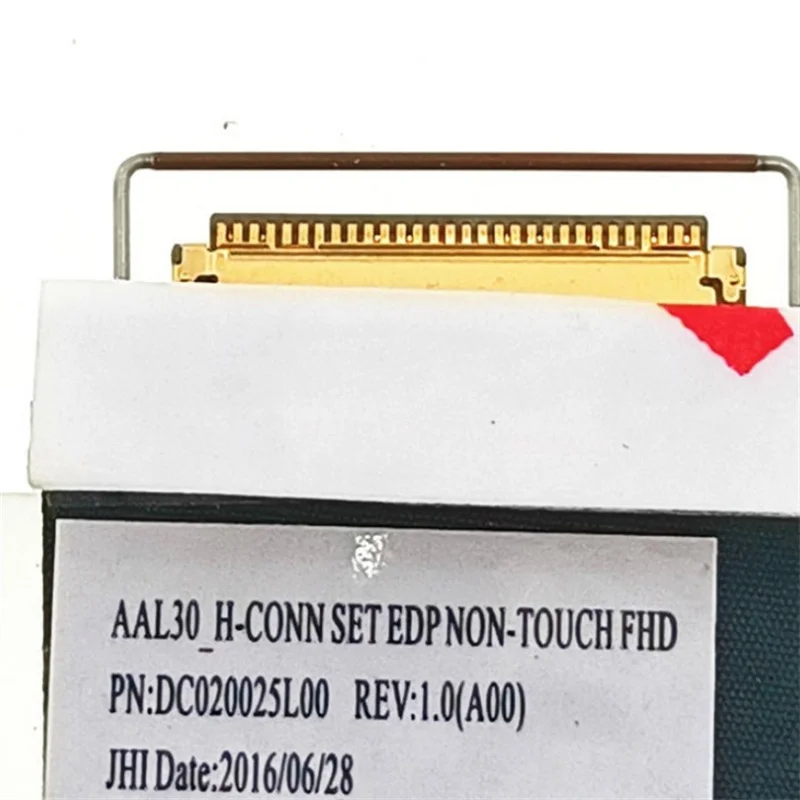 AAL30_H-CONN SET EDP NON-TOUCH FHD
PN:DC020025L00 REV:1.0(A00)
JHI Date:2016/06/28